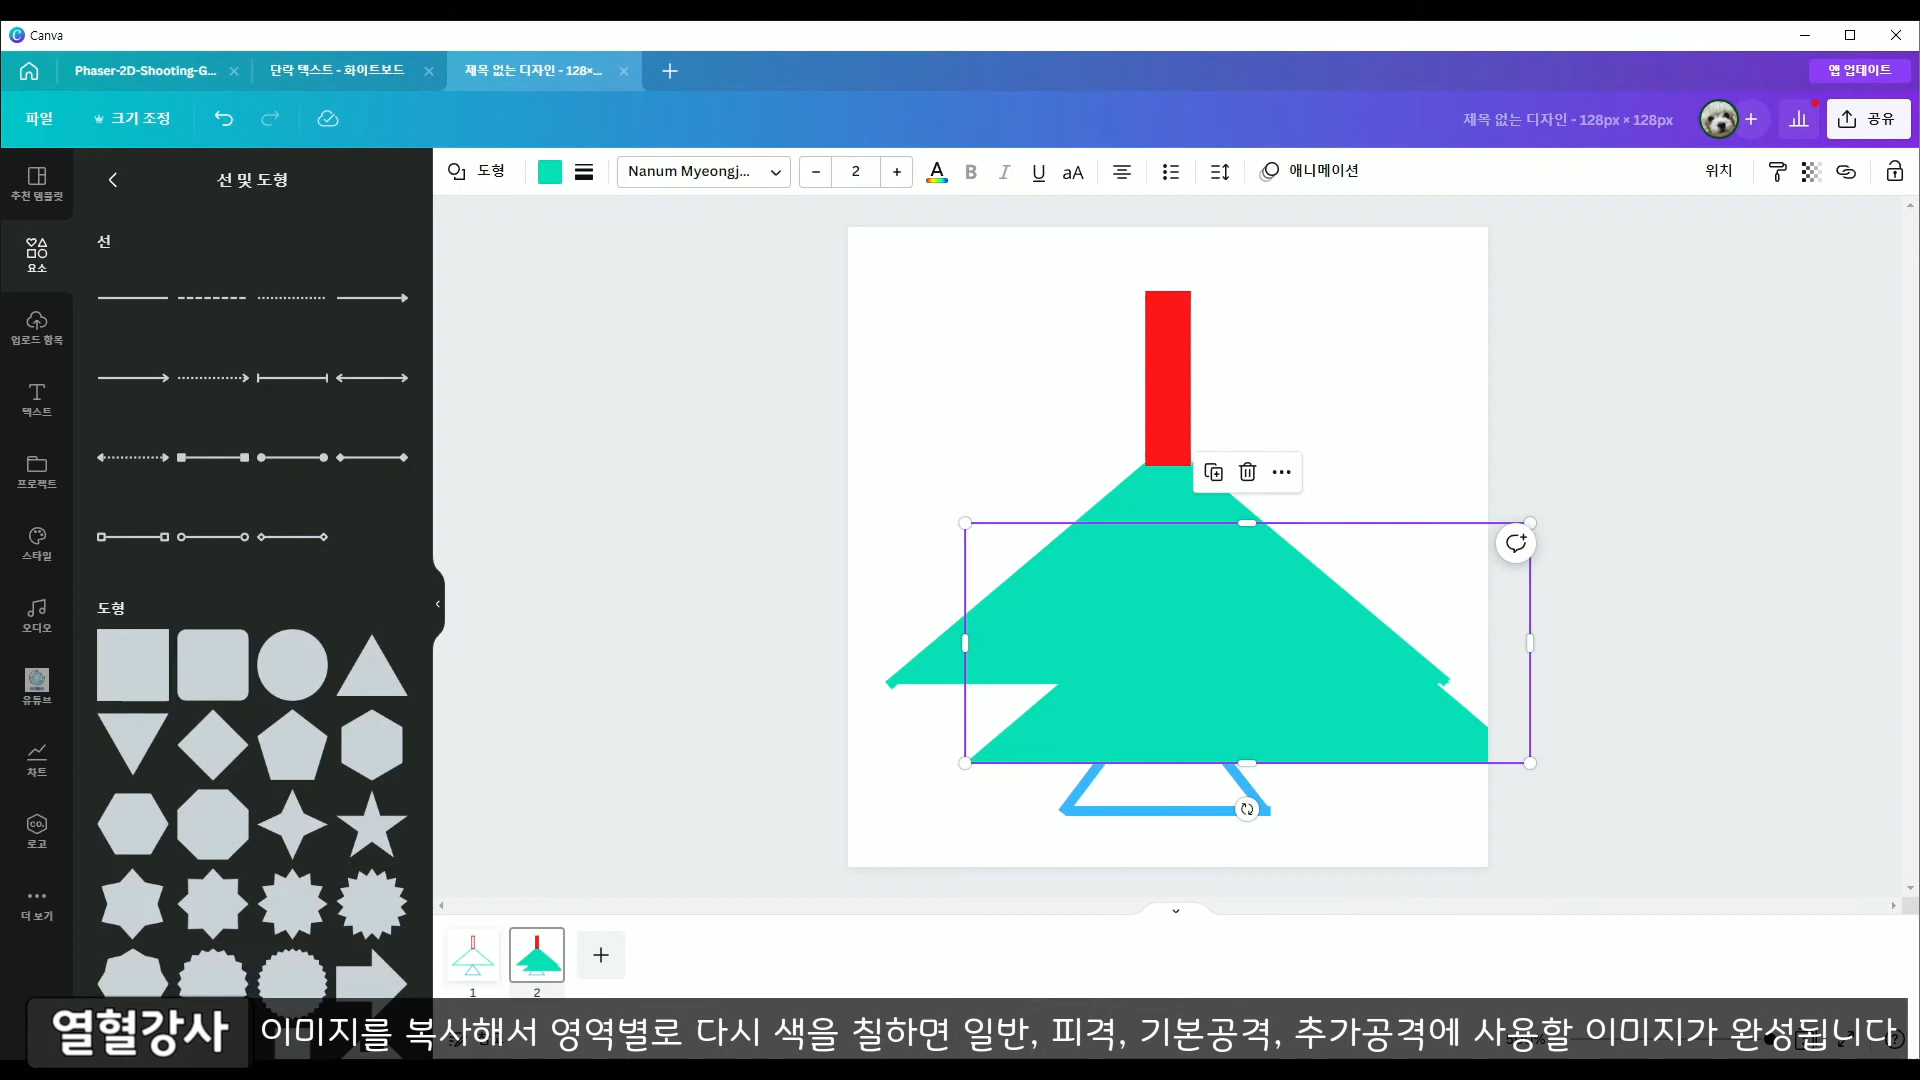 Canva
Phaser-2D-Shooting-G...
단락 텍스트 - 화이트보드
제목 없는 디자인 - 128×...
앱 업데이트
파일
크기 조정
제목 없는 디자인 - 128px × 128px
공유
추천 템플릿
요소
업로드 항목
텍스트
프로젝트
스타일
오디오
유튜브
차트
로고
더 보기
선 및 도형
선
도형
도형
Nanum Myeongj...
2
애니메이션
위치
1
2
열혈강사
이미지를 복사해서 영역별로 다시 색을 칠하면 일반, 피격, 기본공격, 추가공격에 사용할 이미지가 완성됩니다